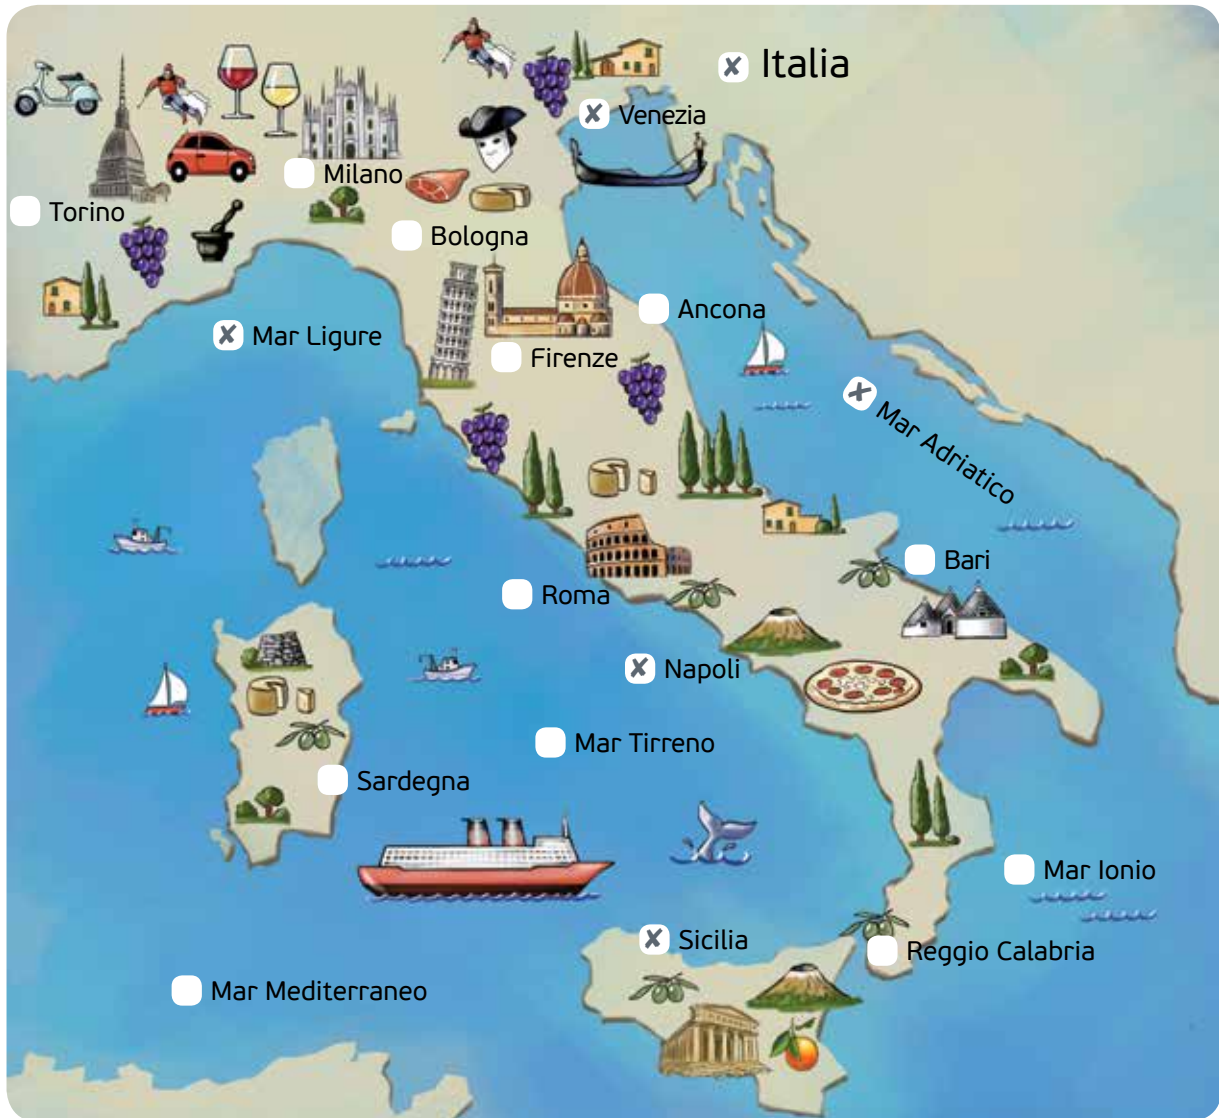 Italia
Venezia
Milano
Torino
Bologna
Ancona
Mar Ligure
Firenze
Mar Adriatico
Bari
Roma
Napoli
Mar Tirreno
Sardegna
Mar Ionio
Sicilia
Reggio Calabria
Mar Mediterraneo